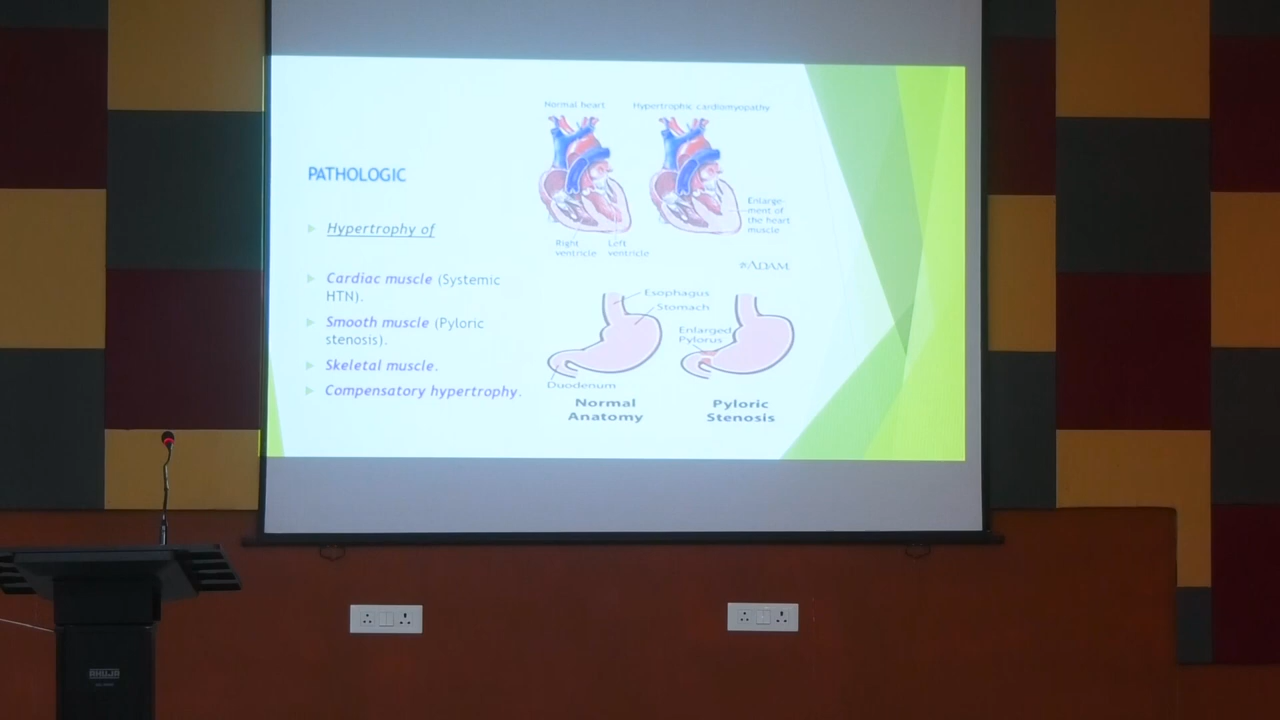 PATHOLOGIC
Hypertrophy of
Cardiac muscle (Systemic
HTN).
Smooth muscle (Pyloric
stenosis).
Skeletal muscle.
Compensatory hypertrophy.
Normal heart
Hypertrophic cardiomyopathy
Enlarge-
ment of
the heart
muscle
Right
ventricle
Left
ventricle
ADAM.
Esophagus
Stomach
Enlarged
Pylorus
Duodenum
Normal
Anatomy
Pyloric
Stenosis
AHUJA